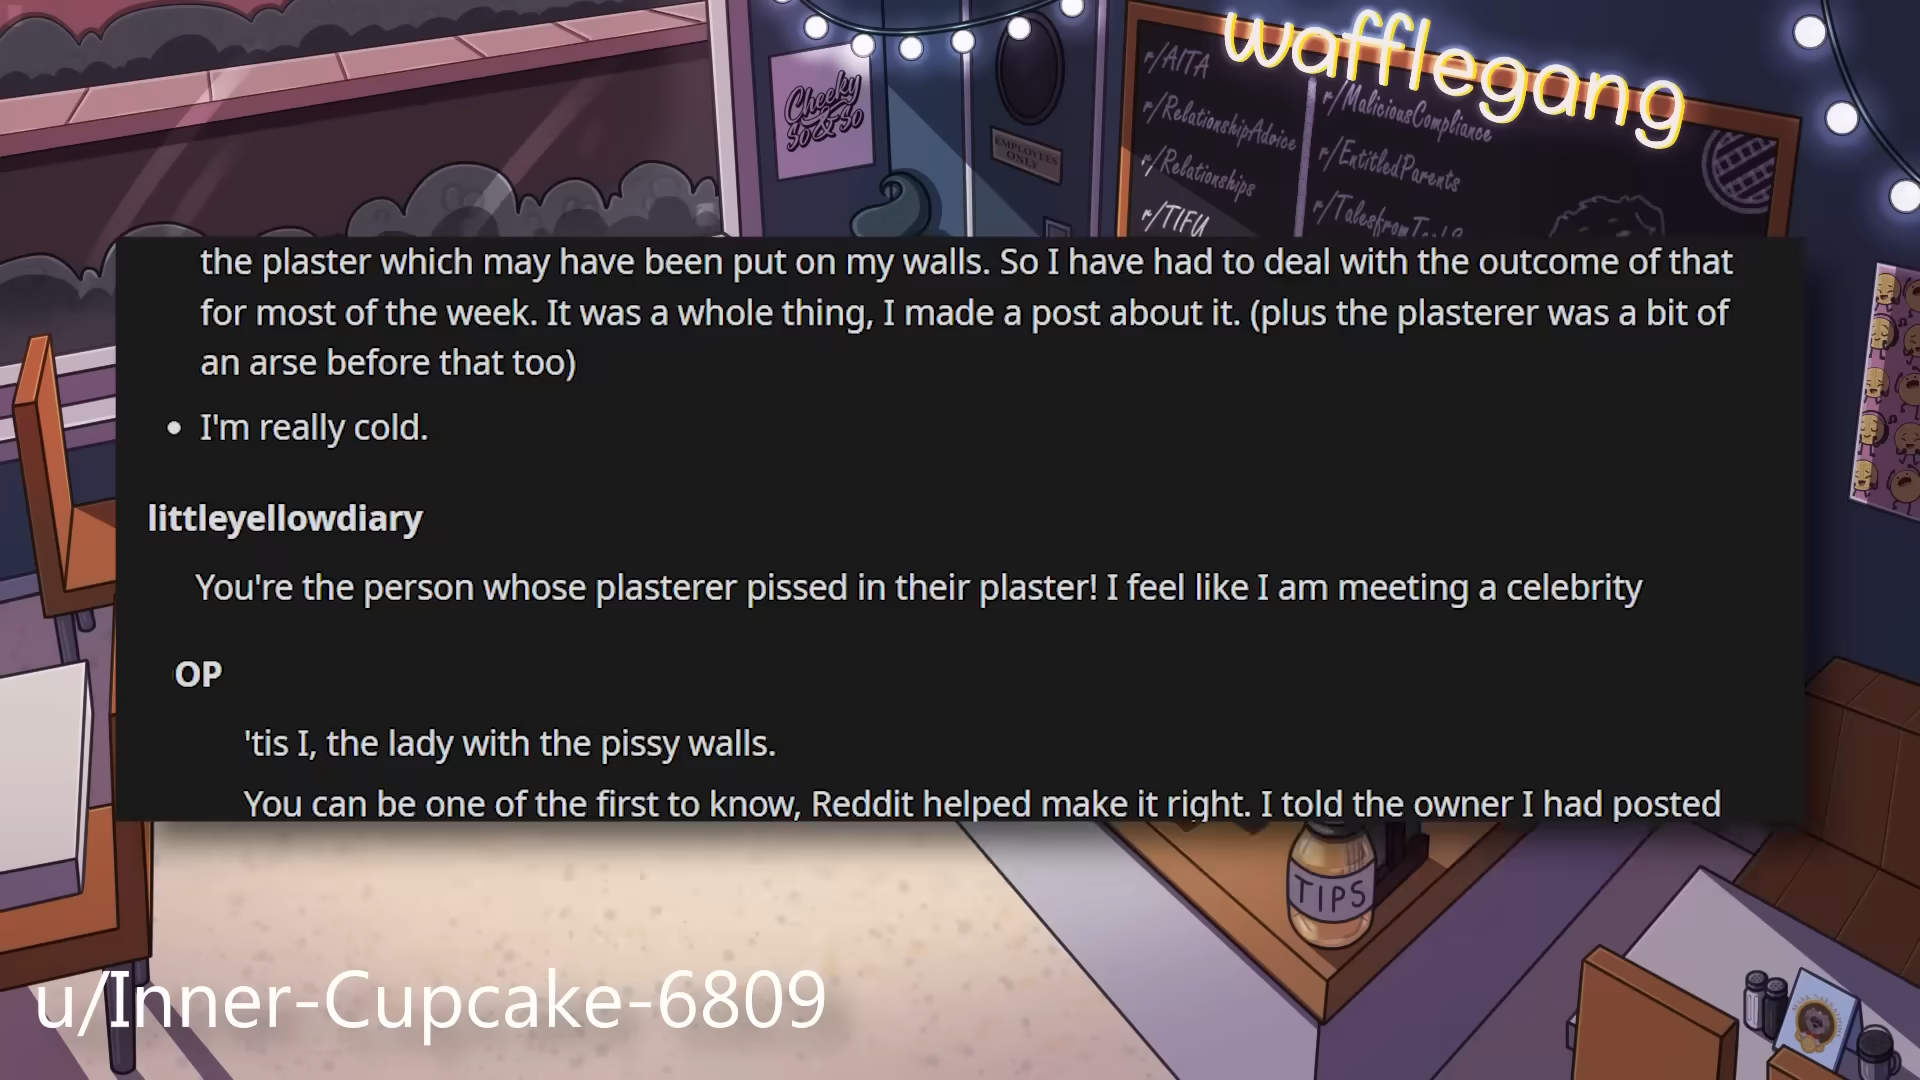 wafflegang
Cheeky
So & So
EMPLOYEES
ONLY
r/AITA
r/RelationshipAdvice
r/Relationships
r/TIFU
r/MaliciousCompliance
r/EntitledParents
the plaster which may have been put on my walls. So I have had to deal with the outcome of that
for most of the week. It was a whole thing, I made a post about it. (plus the plasterer was a bit of
an arse before that too)
• I'm really cold.
littleyellowdiary
You're the person whose plasterer pissed in their plaster! I feel like I am meeting a celebrity
OP
'tis I, the lady with the pissy walls.
You can be one of the first to know, Reddit helped make it right. I told the owner I had posted
TIPS
u/Inner-Cupcake-6809